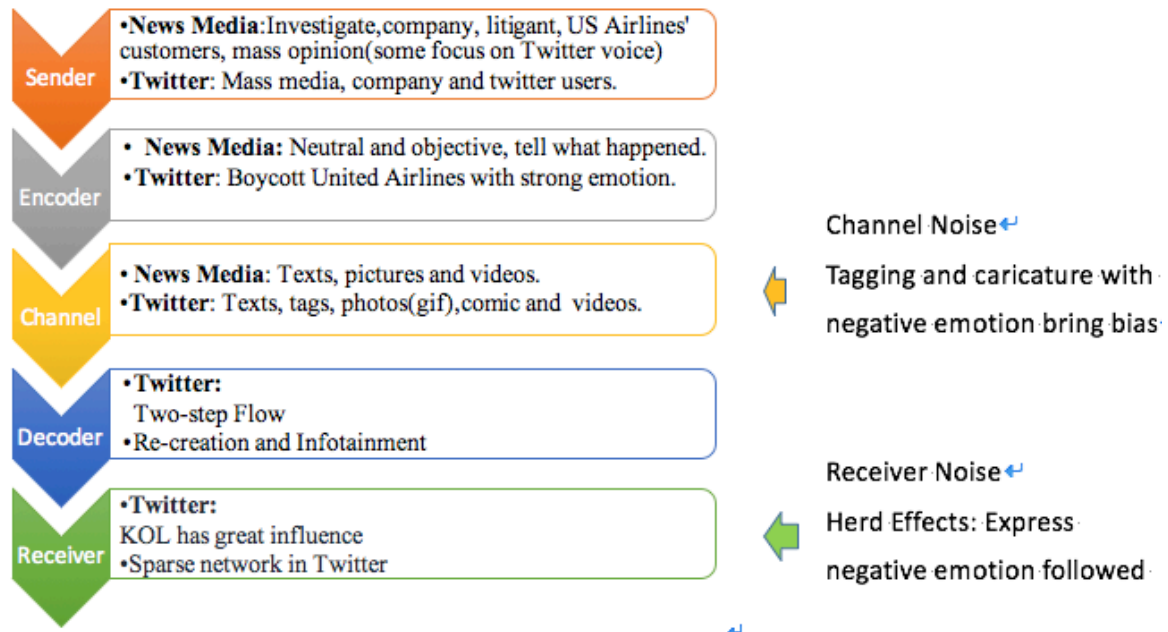 Sender
•News Media:Investigate,company, litigant, US Airlines'
customers, mass opinion(some focus on Twitter voice)
•Twitter: Mass media, company and twitter users.
Encoder
• News Media: Neutral and objective, tell what happened.
•Twitter: Boycott United Airlines with strong emotion.
Channel
• News Media: Texts, pictures and videos.
•Twitter: Texts, tags, photos(gif),comic and videos.
Channel Noise↵
Tagging and caricature with
negative emotion bring bias
Decoder
•Twitter:
Two-step Flow
•Re-creation and Infotainment
Receiver
•Twitter:
KOL has great influence
•Sparse network in Twitter
Receiver Noise↵
Herd Effects: Express
negative emotion followed
↵